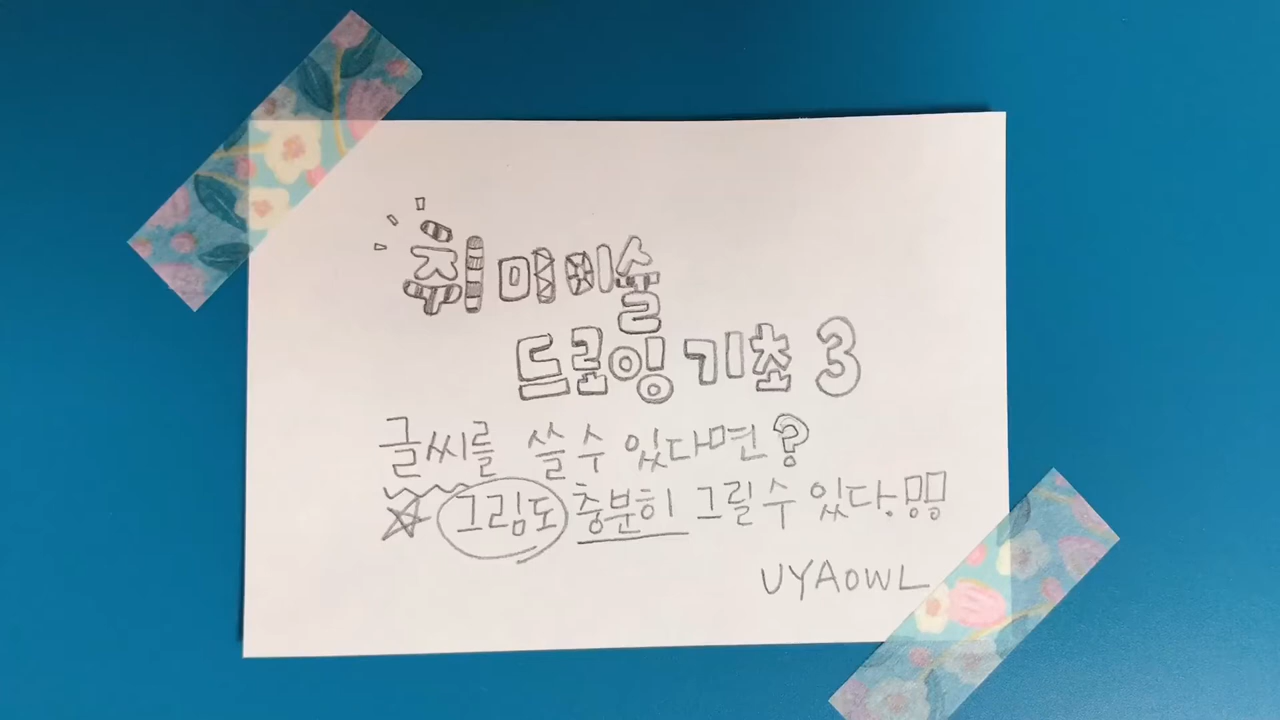 취미미술
드로잉 기초 3
글씨를 쓸 수 있다면?
☆ 그림도 충분히 그릴 수 있다.
UYAOWL